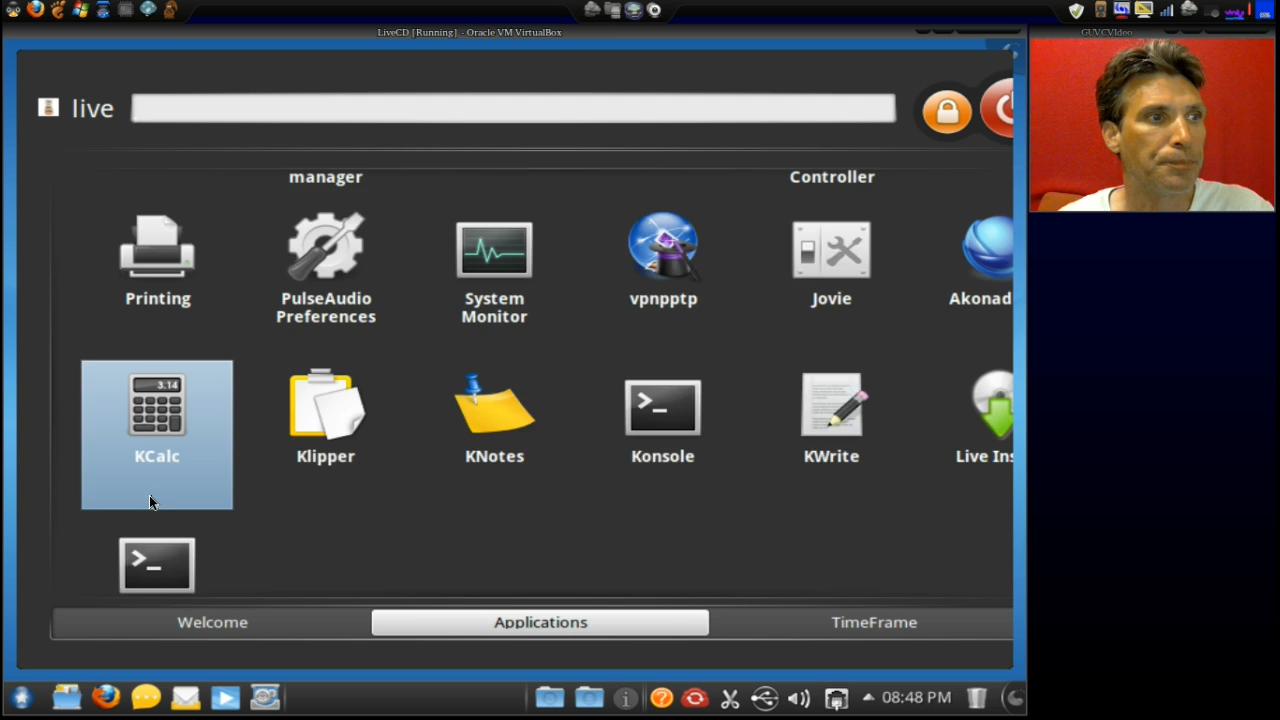 LiveCD [Running] - Oracle VM VirtualBox
GUVCVideo
live
manager
Controller
Printing
PulseAudio
Preferences
System
Monitor
vpnpptp
Jovie
Akonad
3.14
KCalc
Klipper
KNotes
Konsole
KWrite
Live Ins
Welcome
Applications
TimeFrame
08:48 PM